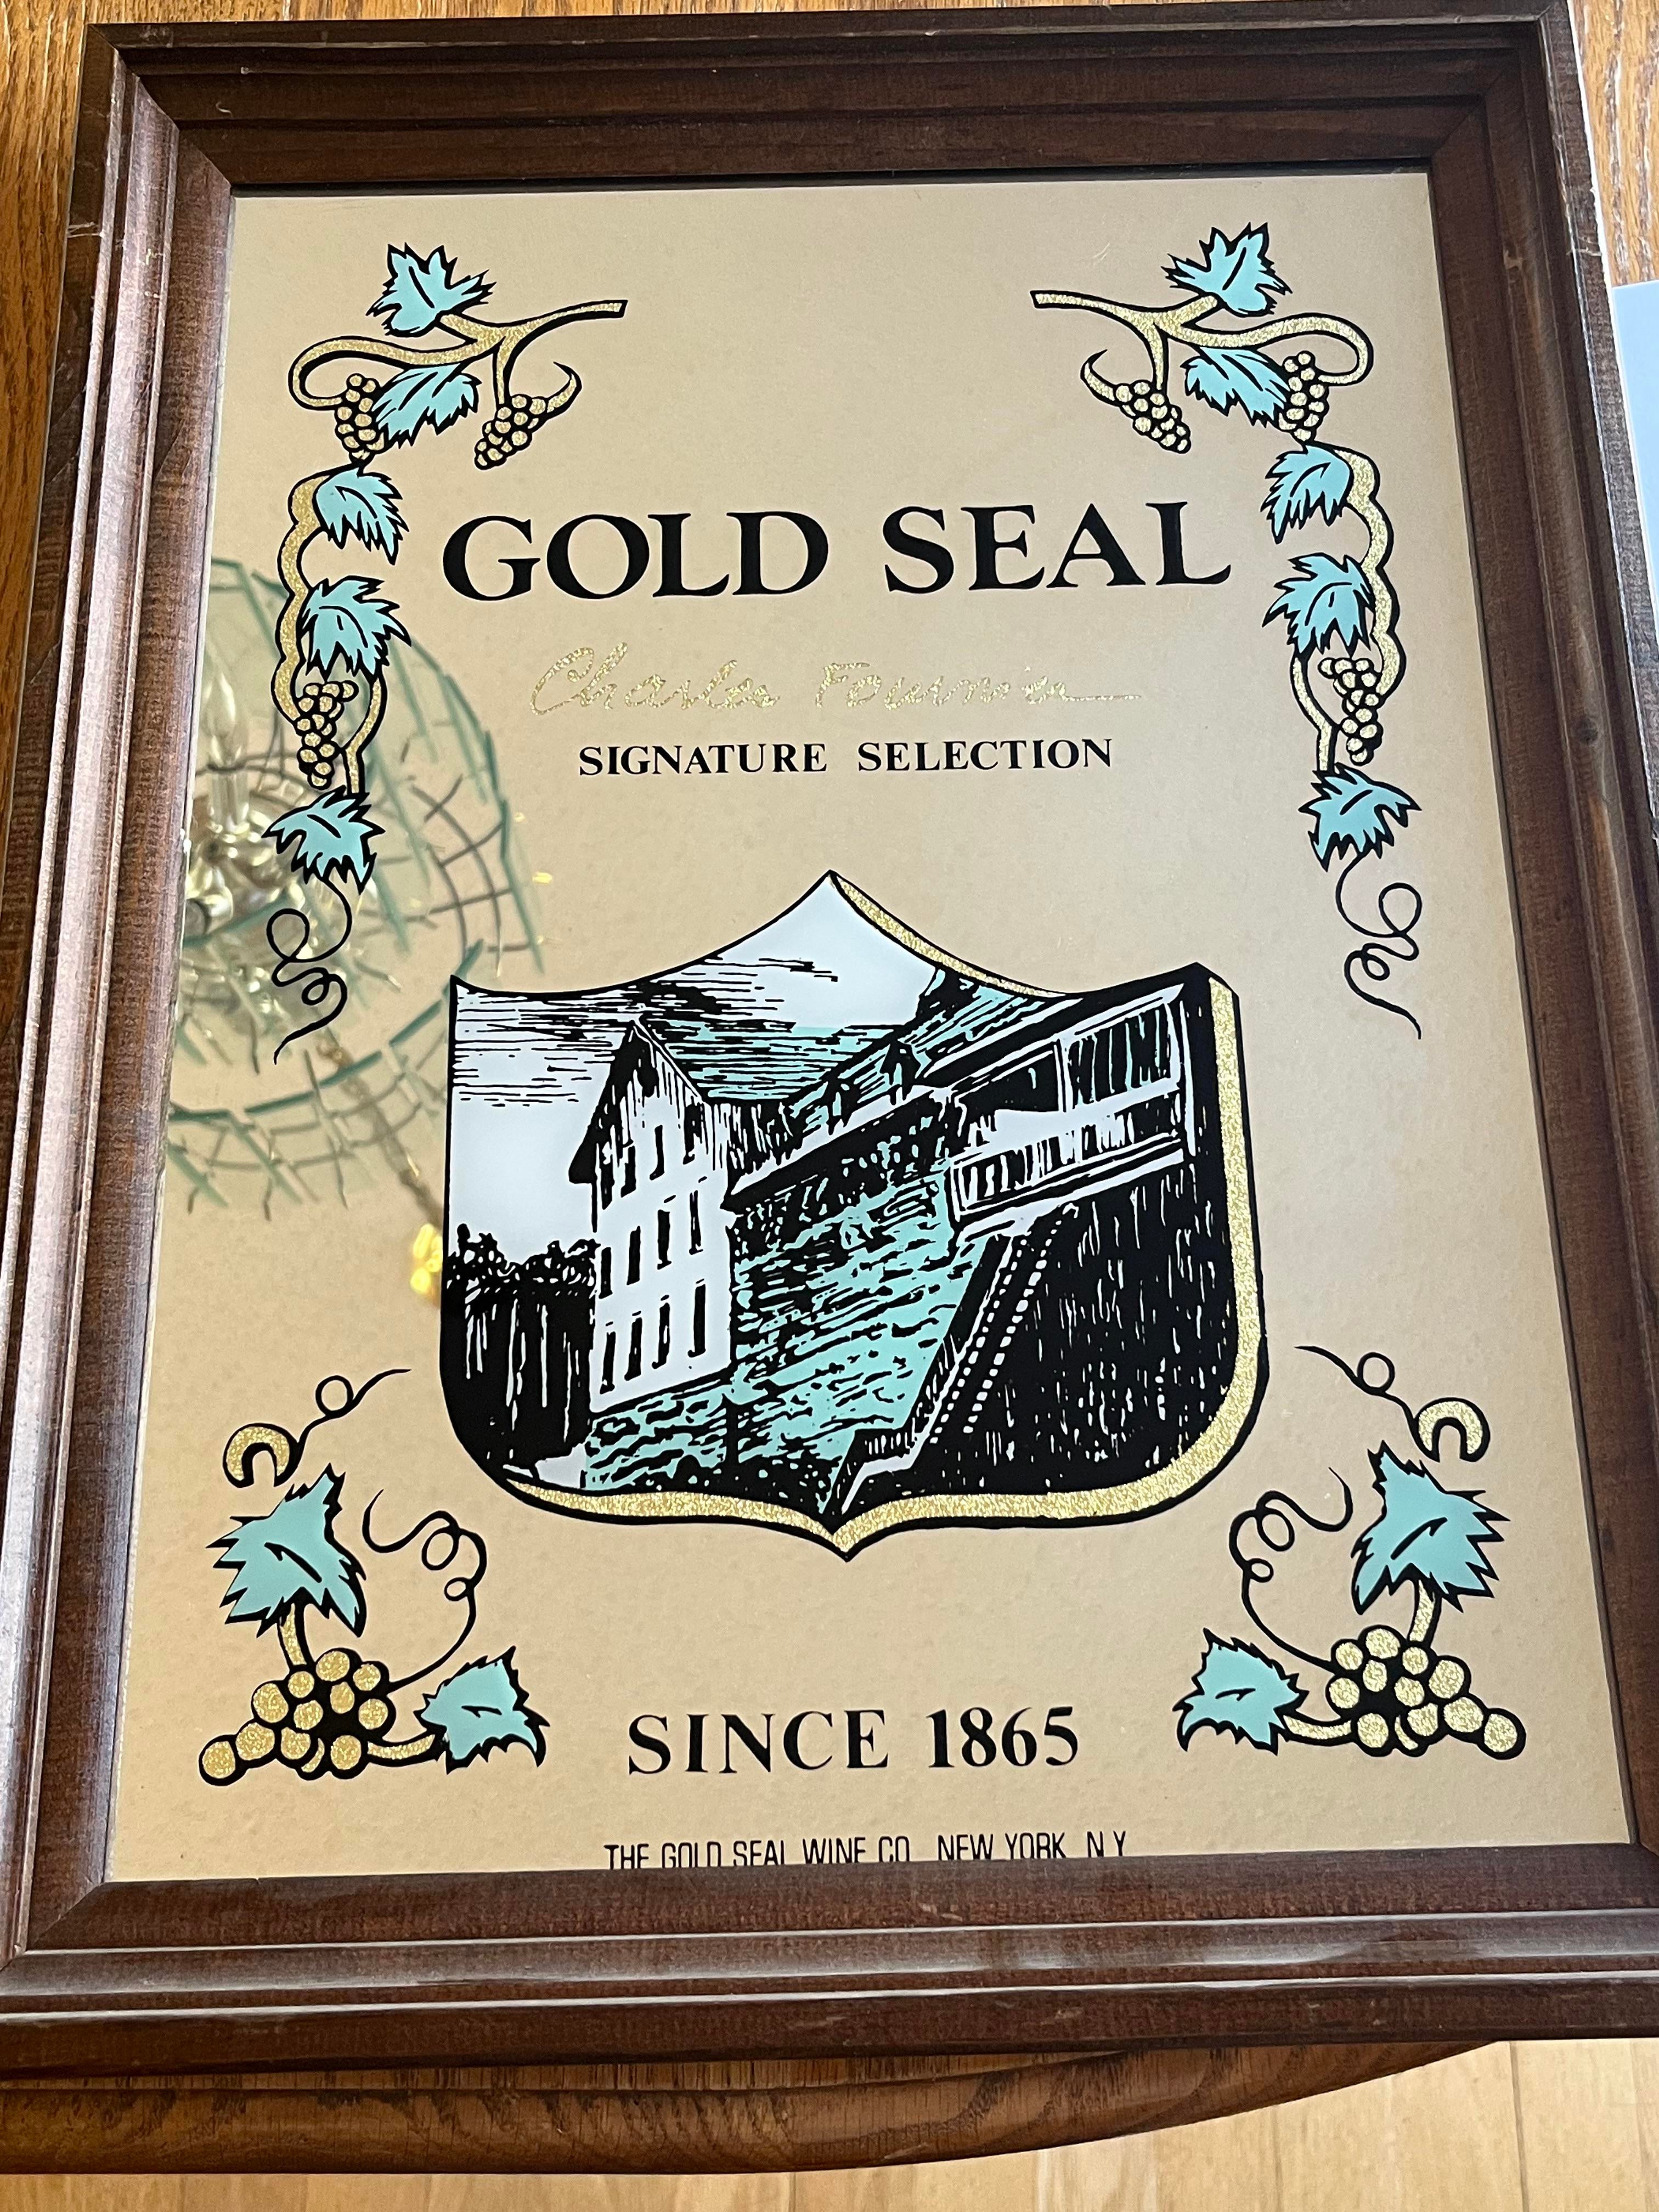 GOLD SEAL
Charles Fournier
SIGNATURE SELECTION
SINCE 1865
THE GOLD SEAL WINE CO. NEW YORK, N.Y.